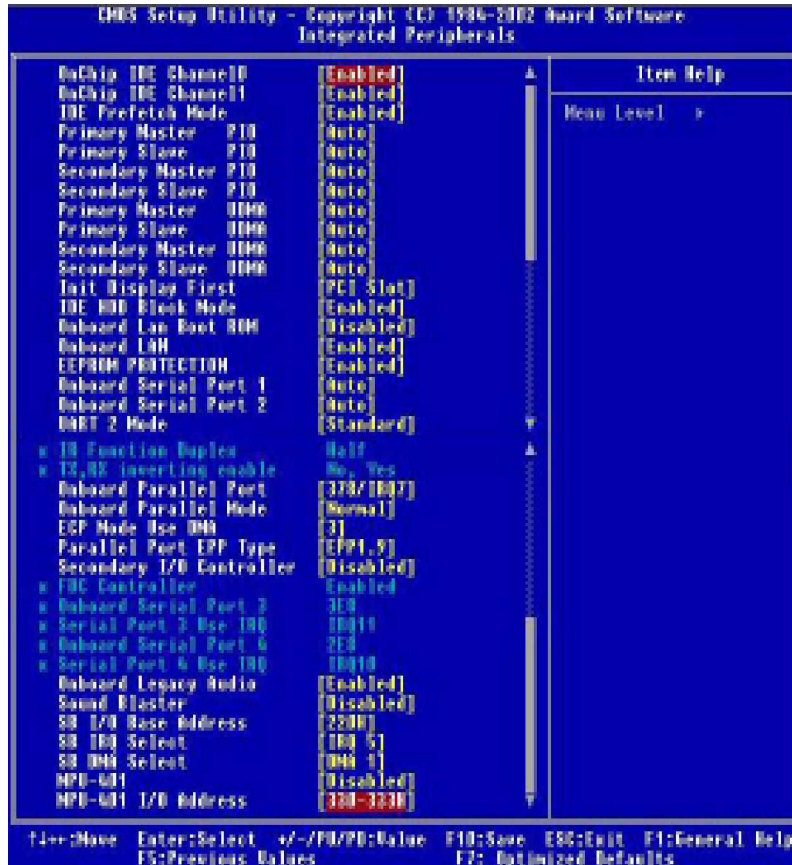 CMOS Setup Utility - Copyright (C) 1984-2002 Award Software
Integrated Peripherals
OnChip IDE Channel0 [Enabled]
OnChip IDE Channel1 [Enabled]
IDE Prefetch Mode [Enabled]
Primary Master PIO [Auto]
Primary Slave PIO [Auto]
Secondary Master PIO [Auto]
Secondary Slave PIO [Auto]
Primary Master UDMA [Auto]
Primary Slave UDMA [Auto]
Secondary Master UDMA [Auto]
Secondary Slave UDMA [Auto]
Init Display First [PCI Slot]
IDE HDD Block Mode [Enabled]
Onboard Lan Boot ROM [Disabled]
Onboard LAN [Enabled]
EEPROM PROTECTION [Enabled]
Onboard Serial Port 1 [Auto]
Onboard Serial Port 2 [Auto]
UART 2 Mode [Standard]
x IR Function Duplex Half
x TX,RX inverting enable No, Yes
Onboard Parallel Port [378/IRQ7]
Onboard Parallel Mode [Normal]
ECP Mode Use DMA [3]
Parallel Port EPP Type [EPP1.9]
Secondary I/O Controller [Disabled]
x FDC Controller Enabled
x Onboard Serial Port 3 3E8
x Serial Port 3 Use IRQ IRQ11
x Onboard Serial Port 4 2E8
x Serial Port 4 Use IRQ IRQ10
Onboard Legacy Audio [Enabled]
Sound Blaster [Disabled]
SB I/O Base Address [220H]
SB IRQ Select [IRQ 5]
SB DMA Select [DMA 1]
MPU-401 [Disabled]
MPU-401 I/O Address [330-333H]
Item Help
Menu Level ▸
↑↓→←:Move Enter:Select +/-/PU/PD:Value F10:Save ESC:Exit F1:General Help
F5:Previous Values F7: Optimized Defaults